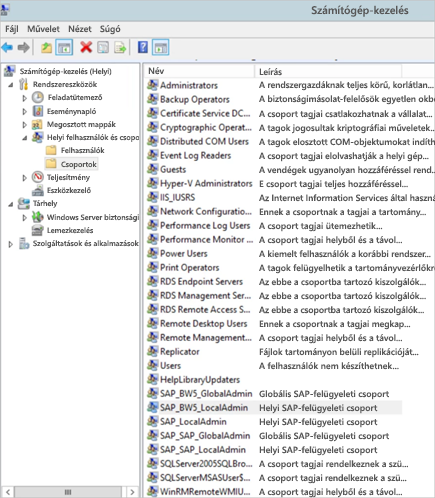 Számítógép-kezelés
Fájl Művelet Nézet Súgó
Számítógép-kezelés (Helyi)
Rendszereszközök
Feladatütemező
Eseménynapló
Megosztott mappák
Helyi felhasználók és csopo
Felhasználók
Csoportok
Teljesítmény
Eszközkezelő
Tárhely
Windows Server biztonsági
Lemezkezelés
Szolgáltatások és alkalmazások
Név Leírás
Administrators A rendszergazdáknak teljes körű, korlátlan...
Backup Operators A biztonságimásolat-felelősök egyetlen okbó
Certificate Service DC... A csoport tagjai csatlakozhatnak a vállalat...
Cryptographic Operat... A tagok jogosultak kriptográfiai műveletek...
Distributed COM Users A tagok elosztott COM-objektumokat indíth
Event Log Readers A csoport tagjai elolvashatják a helyi gép...
Guests A vendégek ugyanolyan hozzáféréssel rend...
Hyper-V Administrators E csoport tagjai teljes hozzáféréssel...
IIS_IUSRS Az Internet Information Services által haszná
Network Configuratio... Ennek a csoportnak a tagjai a tartomány...
Performance Log Users A csoport tagjai ütemezhetik...
Performance Monitor ... A csoport tagjai helyből és a távol...
Power Users A kiemelt felhasználók a korábbi rendszer...
Print Operators A tagok felügyelhetik a tartományvezérlőkre
RDS Endpoint Servers Az ebbe a csoportba tartozó kiszolgálók...
RDS Management Ser... Az ebbe a csoportba tartozó kiszolgálók...
RDS Remote Access S... Az ebbe a csoportba tartozó kiszolgálók...
Remote Desktop Users Ennek a csoportnak a tagjai megkap...
Remote Management... A csoport tagjai helyből és a távol...
Replicator Fájlok tartományon belüli replikációját...
Users A felhasználók nem készíthetnek...
HelpLibraryUpdaters
SAP_BW5_GlobalAdmin Globális SAP-felügyeleti csoport
SAP_BW5_LocalAdmin Helyi SAP-felügyeleti csoport
SAP_LocalAdmin Helyi SAP-felügyeleti csoport
SAP_SAP_GlobalAdmin Globális SAP-felügyeleti csoport
SAP_SAP_LocalAdmin Helyi SAP-felügyeleti csoport
SQLServer2005SQLBro... A csoport tagjai rendelkeznek a szü...
SQLServerMSASUser$... A csoport tagjai rendelkeznek a szü...
WinRMRemoteWMIU... A csoport tagjai helyből és a távol...